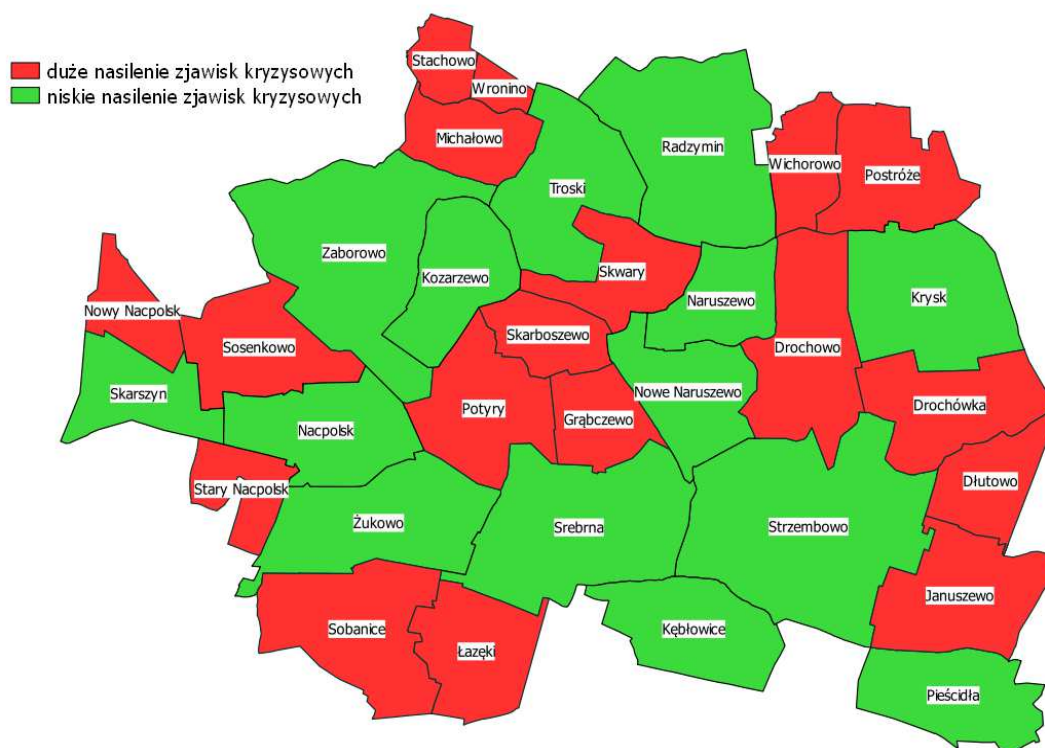 duże nasilenie zjawisk kryzysowych
niskie nasilenie zjawisk kryzysowych
Stachowo
Wronino
Michałowo
Radzymin
Wichorowo
Postróże
Troski
Zaborowo
Kozarzewo
Skwary
Naruszewo
Krysk
Nowy Nacpolsk
Sosenkowo
Skarboszewo
Drochowo
Skarszyn
Nowe Naruszewo
Drochówka
Potyry
Grąbczewo
Nacpolsk
Stary Nacpolsk
Dłutowo
Żukowo
Srebrna
Strzembowo
Januszewo
Sobanice
Łazęki
Kębłowice
Pieścidła